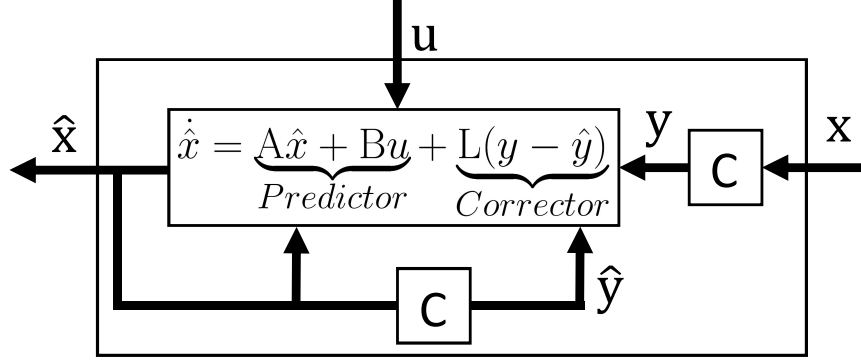 u
x̂
ẋ̂ = Ax̂ + Bu + L(y − ŷ)
Predictor
Corrector
y
C
x
C
ŷ